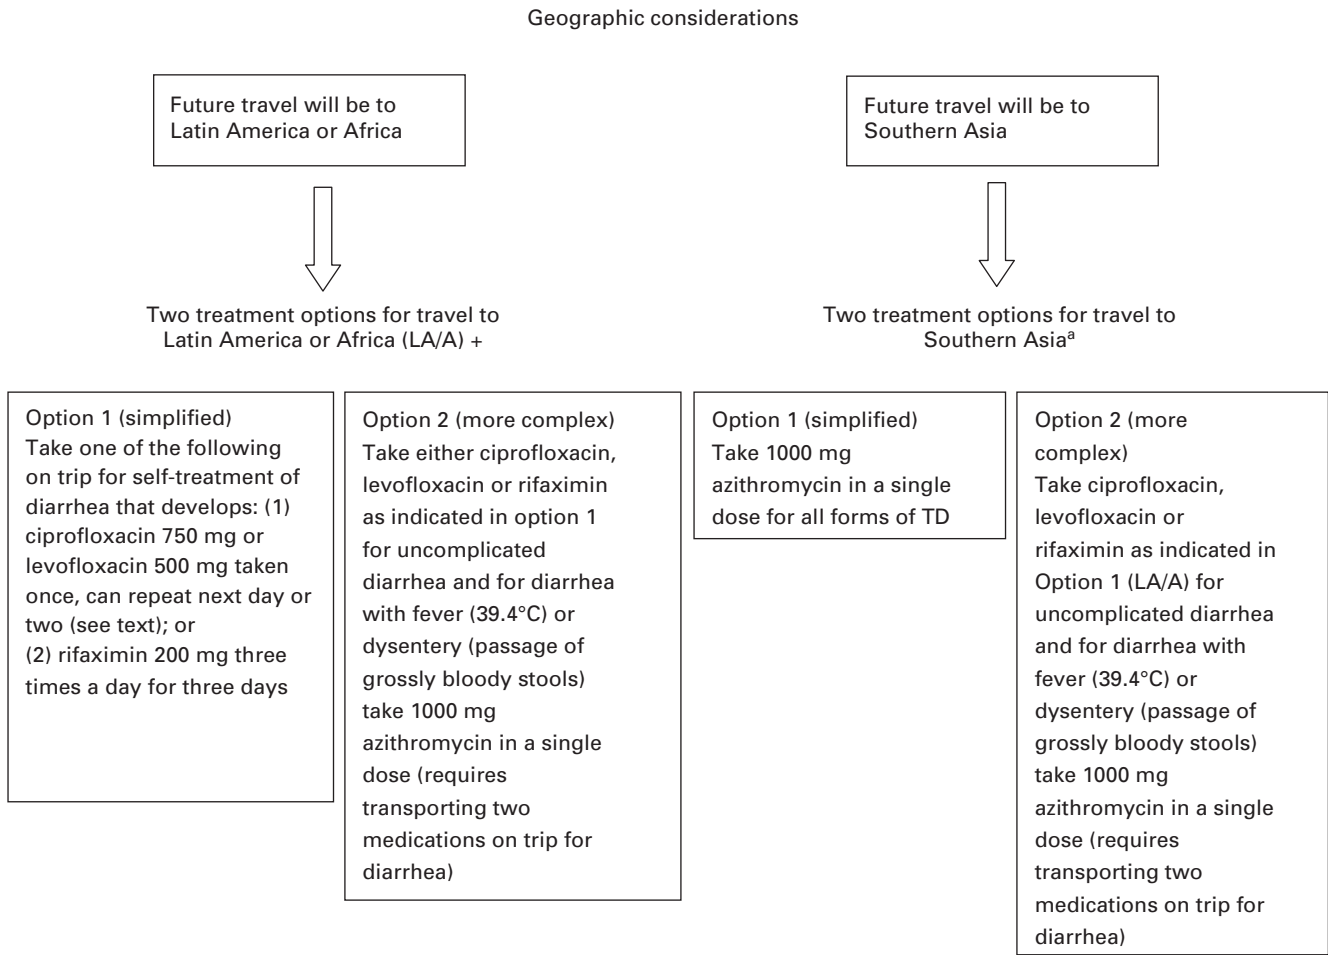 Geographic considerations
Future travel will be to
Latin America or Africa
Future travel will be to
Southern Asia
Two treatment options for travel to
Latin America or Africa (LA/A) +
Two treatment options for travel to
Southern Asiaᵃ
Option 1 (simplified)
Take one of the following
on trip for self-treatment of
diarrhea that develops: (1)
ciprofloxacin 750 mg or
levofloxacin 500 mg taken
once, can repeat next day or
two (see text); or
(2) rifaximin 200 mg three
times a day for three days
Option 2 (more complex)
Take either ciprofloxacin,
levofloxacin or rifaximin
as indicated in option 1
for uncomplicated
diarrhea and for diarrhea
with fever (39.4°C) or
dysentery (passage of
grossly bloody stools)
take 1000 mg
azithromycin in a single
dose (requires
transporting two
medications on trip for
diarrhea)
Option 1 (simplified)
Take 1000 mg
azithromycin in a single
dose for all forms of TD
Option 2 (more
complex)
Take ciprofloxacin,
levofloxacin or
rifaximin as indicated in
Option 1 (LA/A) for
uncomplicated diarrhea
and for diarrhea with
fever (39.4°C) or
dysentery (passage of
grossly bloody stools)
take 1000 mg
azithromycin in a single
dose (requires
transporting two
medications on trip for
diarrhea)